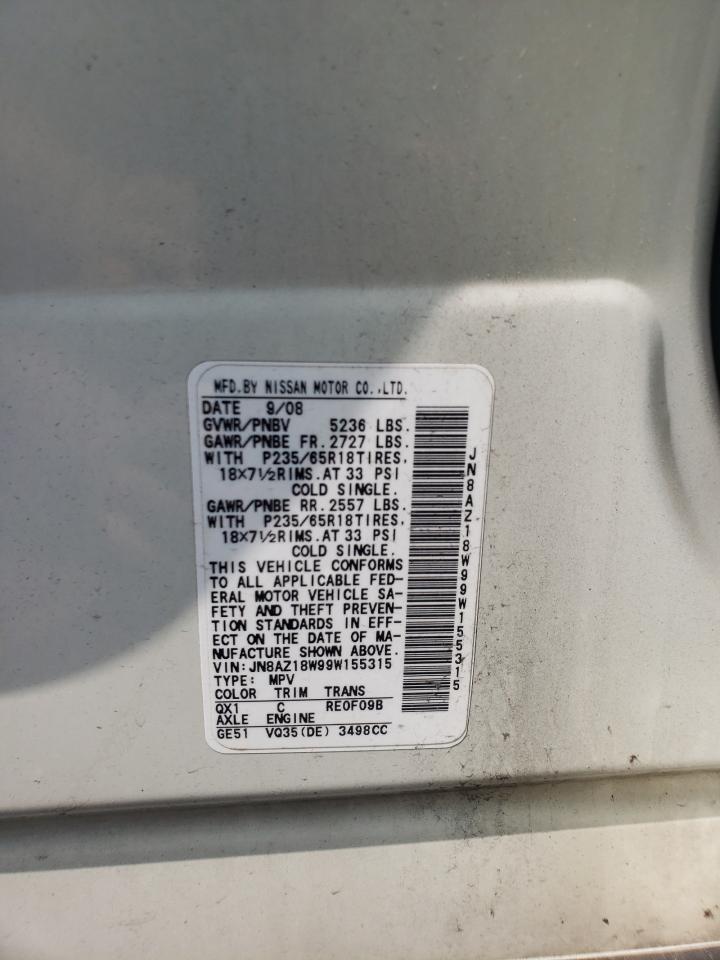 MFD.BY NISSAN MOTOR CO.,LTD.
DATE 9/08
GVWR/PNBV 5236 LBS.
GAWR/PNBE FR. 2727 LBS.
WITH P235/65R18TIRES,
18×7½RIMS.AT 33 PSI
COLD SINGLE.
GAWR/PNBE RR. 2557 LBS.
WITH P235/65R18TIRES,
18×7½RIMS.AT 33 PSI
COLD SINGLE.
THIS VEHICLE CONFORMS
TO ALL APPLICABLE FED-
ERAL MOTOR VEHICLE SA-
FETY AND THEFT PREVEN-
TION STANDARDS IN EFF-
ECT ON THE DATE OF MA-
NUFACTURE SHOWN ABOVE.
VIN: JN8AZ18W99W155315
TYPE: MPV
COLOR TRIM TRANS
QX1 C RE0F09B
AXLE ENGINE
GE51 VQ35(DE) 3498CC
JN8AZ18W99W155315